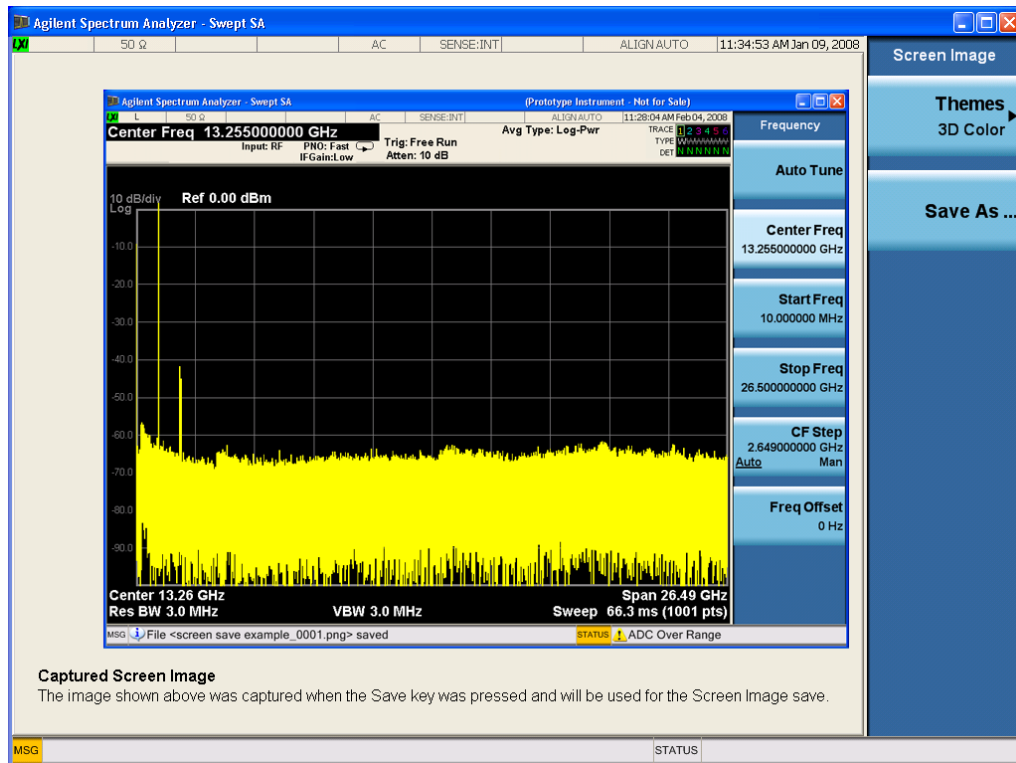 Agilent Spectrum Analyzer - Swept SA
LXI 50 Ω AC SENSE:INT ALIGN AUTO 11:34:53 AM Jan 09, 2008
Screen Image
Themes
3D Color
Save As ...
Agilent Spectrum Analyzer - Swept SA (Prototype Instrument - Not for Sale)
LXI L 50 Ω AC SENSE:INT ALIGNAUTO 11:28:04 AM Feb 04, 2008
Center Freq 13.255000000 GHz
Input: RF PNO: Fast
IFGain:Low
Trig: Free Run
Atten: 10 dB
Avg Type: Log-Pwr
TRACE 1 2 3 4 5 6
TYPE WWWWWW
DET N N N N N N
Frequency
Auto Tune
Center Freq
13.255000000 GHz
Start Freq
10.000000 MHz
Stop Freq
26.500000000 GHz
CF Step
2.649000000 GHz
Auto Man
Freq Offset
0 Hz
10 dB/div Ref 0.00 dBm
Log
-10.0
-20.0
-30.0
-40.0
-50.0
-60.0
-70.0
-80.0
-90.0
Center 13.26 GHz Span 26.49 GHz
Res BW 3.0 MHz VBW 3.0 MHz Sweep 66.3 ms (1001 pts)
MSG File <screen save example_0001.png> saved STATUS ADC Over Range
Captured Screen Image
The image shown above was captured when the Save key was pressed and will be used for the Screen Image save.
MSG STATUS